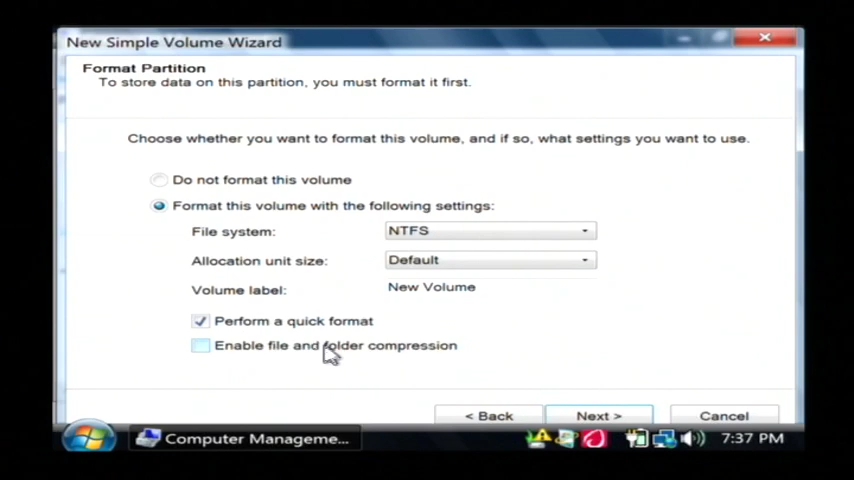 New Simple Volume Wizard
Format Partition
To store data on this partition, you must format it first.
Choose whether you want to format this volume, and if so, what settings you want to use.
Do not format this volume
Format this volume with the following settings:
File system: NTFS
Allocation unit size: Default
Volume label: New Volume
Perform a quick format
Enable file and folder compression
< Back Next > Cancel
Computer Manageme... 7:37 PM